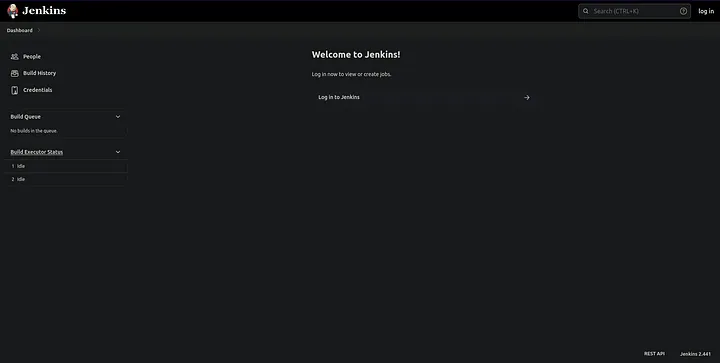 Jenkins
Search (CTRL+K)
log in
Dashboard
People
Build History
Credentials
Build Queue
No builds in the queue.
Build Executor Status
1 Idle
2 Idle
Welcome to Jenkins!
Log in now to view or create jobs.
Log in to Jenkins
REST API
Jenkins 2.441